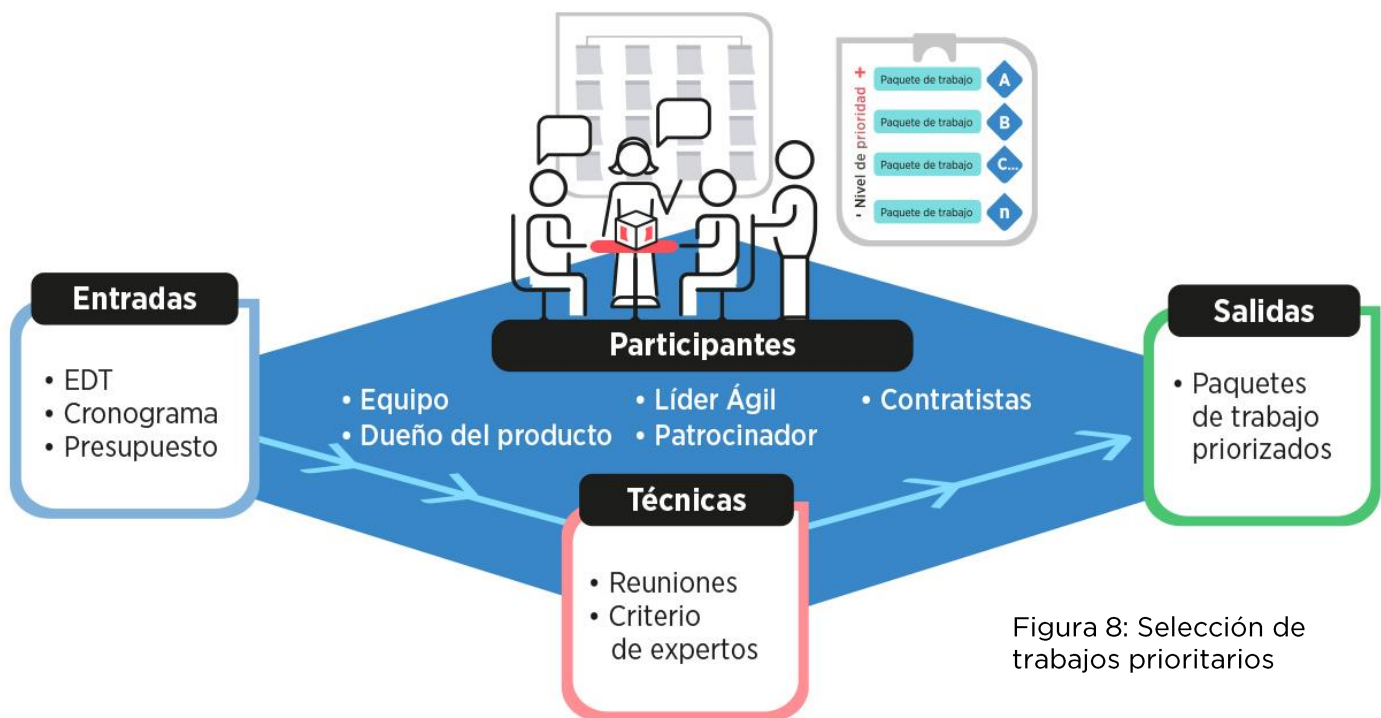 - Nivel de prioridad +
Paquete de trabajo A
Paquete de trabajo B
Paquete de trabajo C...
Paquete de trabajo n
Entradas
• EDT
• Cronograma
• Presupuesto
Participantes
• Equipo
• Dueño del producto
• Líder Ágil
• Patrocinador
• Contratistas
Técnicas
• Reuniones
• Criterio
de expertos
Salidas
• Paquetes
de trabajo
priorizados
Figura 8: Selección de
trabajos prioritarios